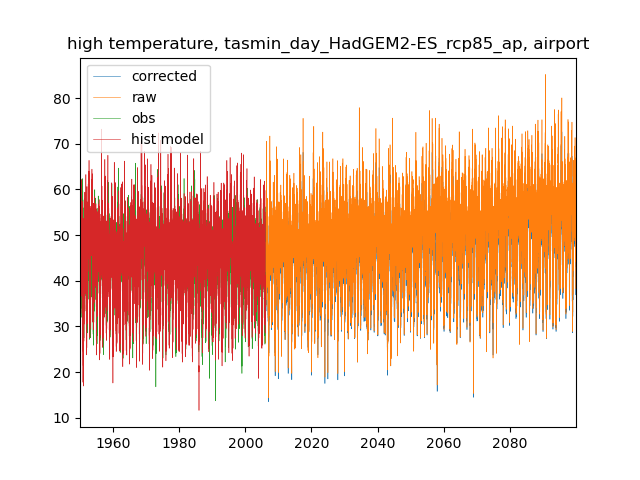 high temperature, tasmin_day_HadGEM2-ES_rcp85_ap, airport
corrected
raw
obs
hist model
80
70
60
50
40
30
20
10
1960 1980 2000 2020 2040 2060 2080